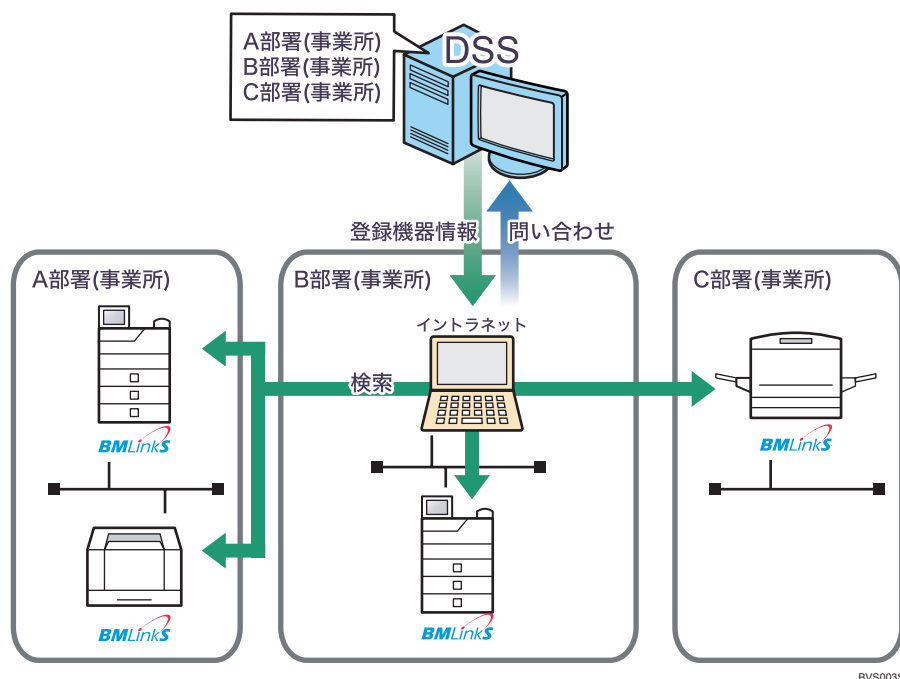 A部署(事業所)
B部署(事業所)
C部署(事業所)
DSS
登録機器情報
問い合わせ
A部署(事業所)
B部署(事業所)
C部署(事業所)
イントラネット
検索
BMLinkS
BMLinkS
BMLinkS
BMLinkS
BVS003S